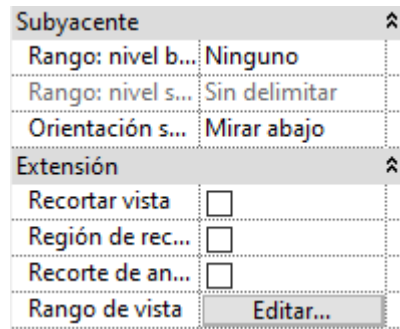 Subyacente
Rango: nivel b... Ninguno
Rango: nivel s... Sin delimitar
Orientación s... Mirar abajo
Extensión
Recortar vista
Región de rec...
Recorte de an...
Rango de vista Editar...